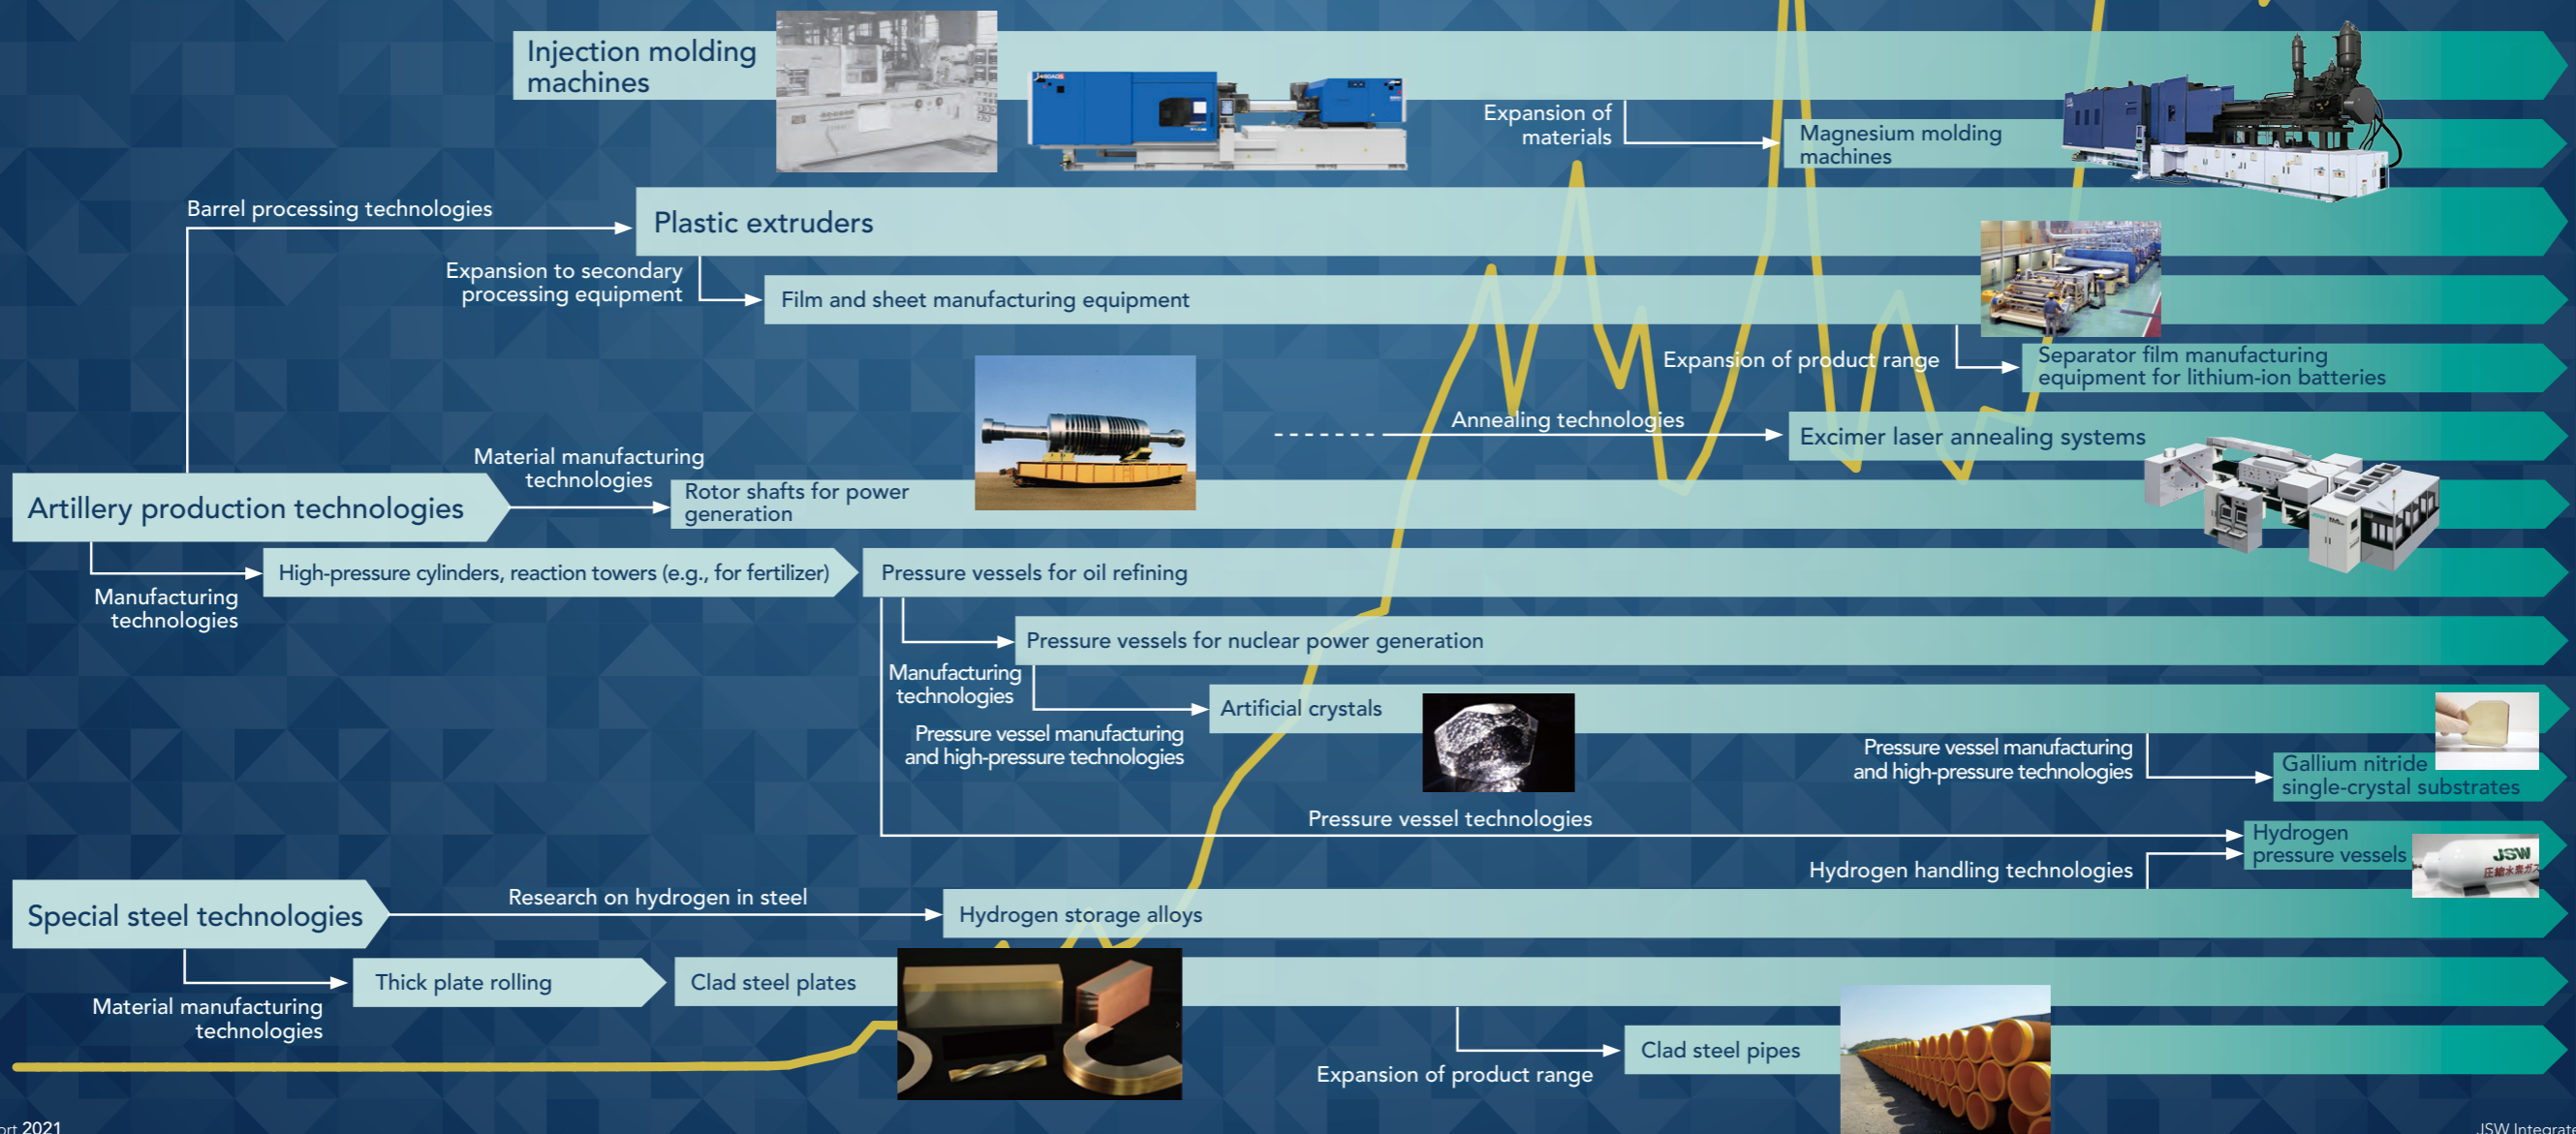 Injection molding
machines
Expansion of
materials
Magnesium molding
machines
Barrel processing technologies
Plastic extruders
Expansion to secondary
processing equipment
Film and sheet manufacturing equipment
Expansion of product range
Separator film manufacturing
equipment for lithium-ion batteries
Annealing technologies
Excimer laser annealing systems
Material manufacturing
technologies
Artillery production technologies
Rotor shafts for power
generation
High-pressure cylinders, reaction towers (e.g., for fertilizer)
Pressure vessels for oil refining
Manufacturing
technologies
Pressure vessels for nuclear power generation
Manufacturing
technologies
Artificial crystals
Pressure vessel manufacturing
and high-pressure technologies
Pressure vessel manufacturing
and high-pressure technologies
Gallium nitride
single-crystal substrates
Pressure vessel technologies
Hydrogen
pressure vessels
JSW
圧縮水素ガス
Hydrogen handling technologies
Special steel technologies
Research on hydrogen in steel
Hydrogen storage alloys
Thick plate rolling
Clad steel plates
Material manufacturing
technologies
Clad steel pipes
Expansion of product range
ort 2021
JSW Integrate